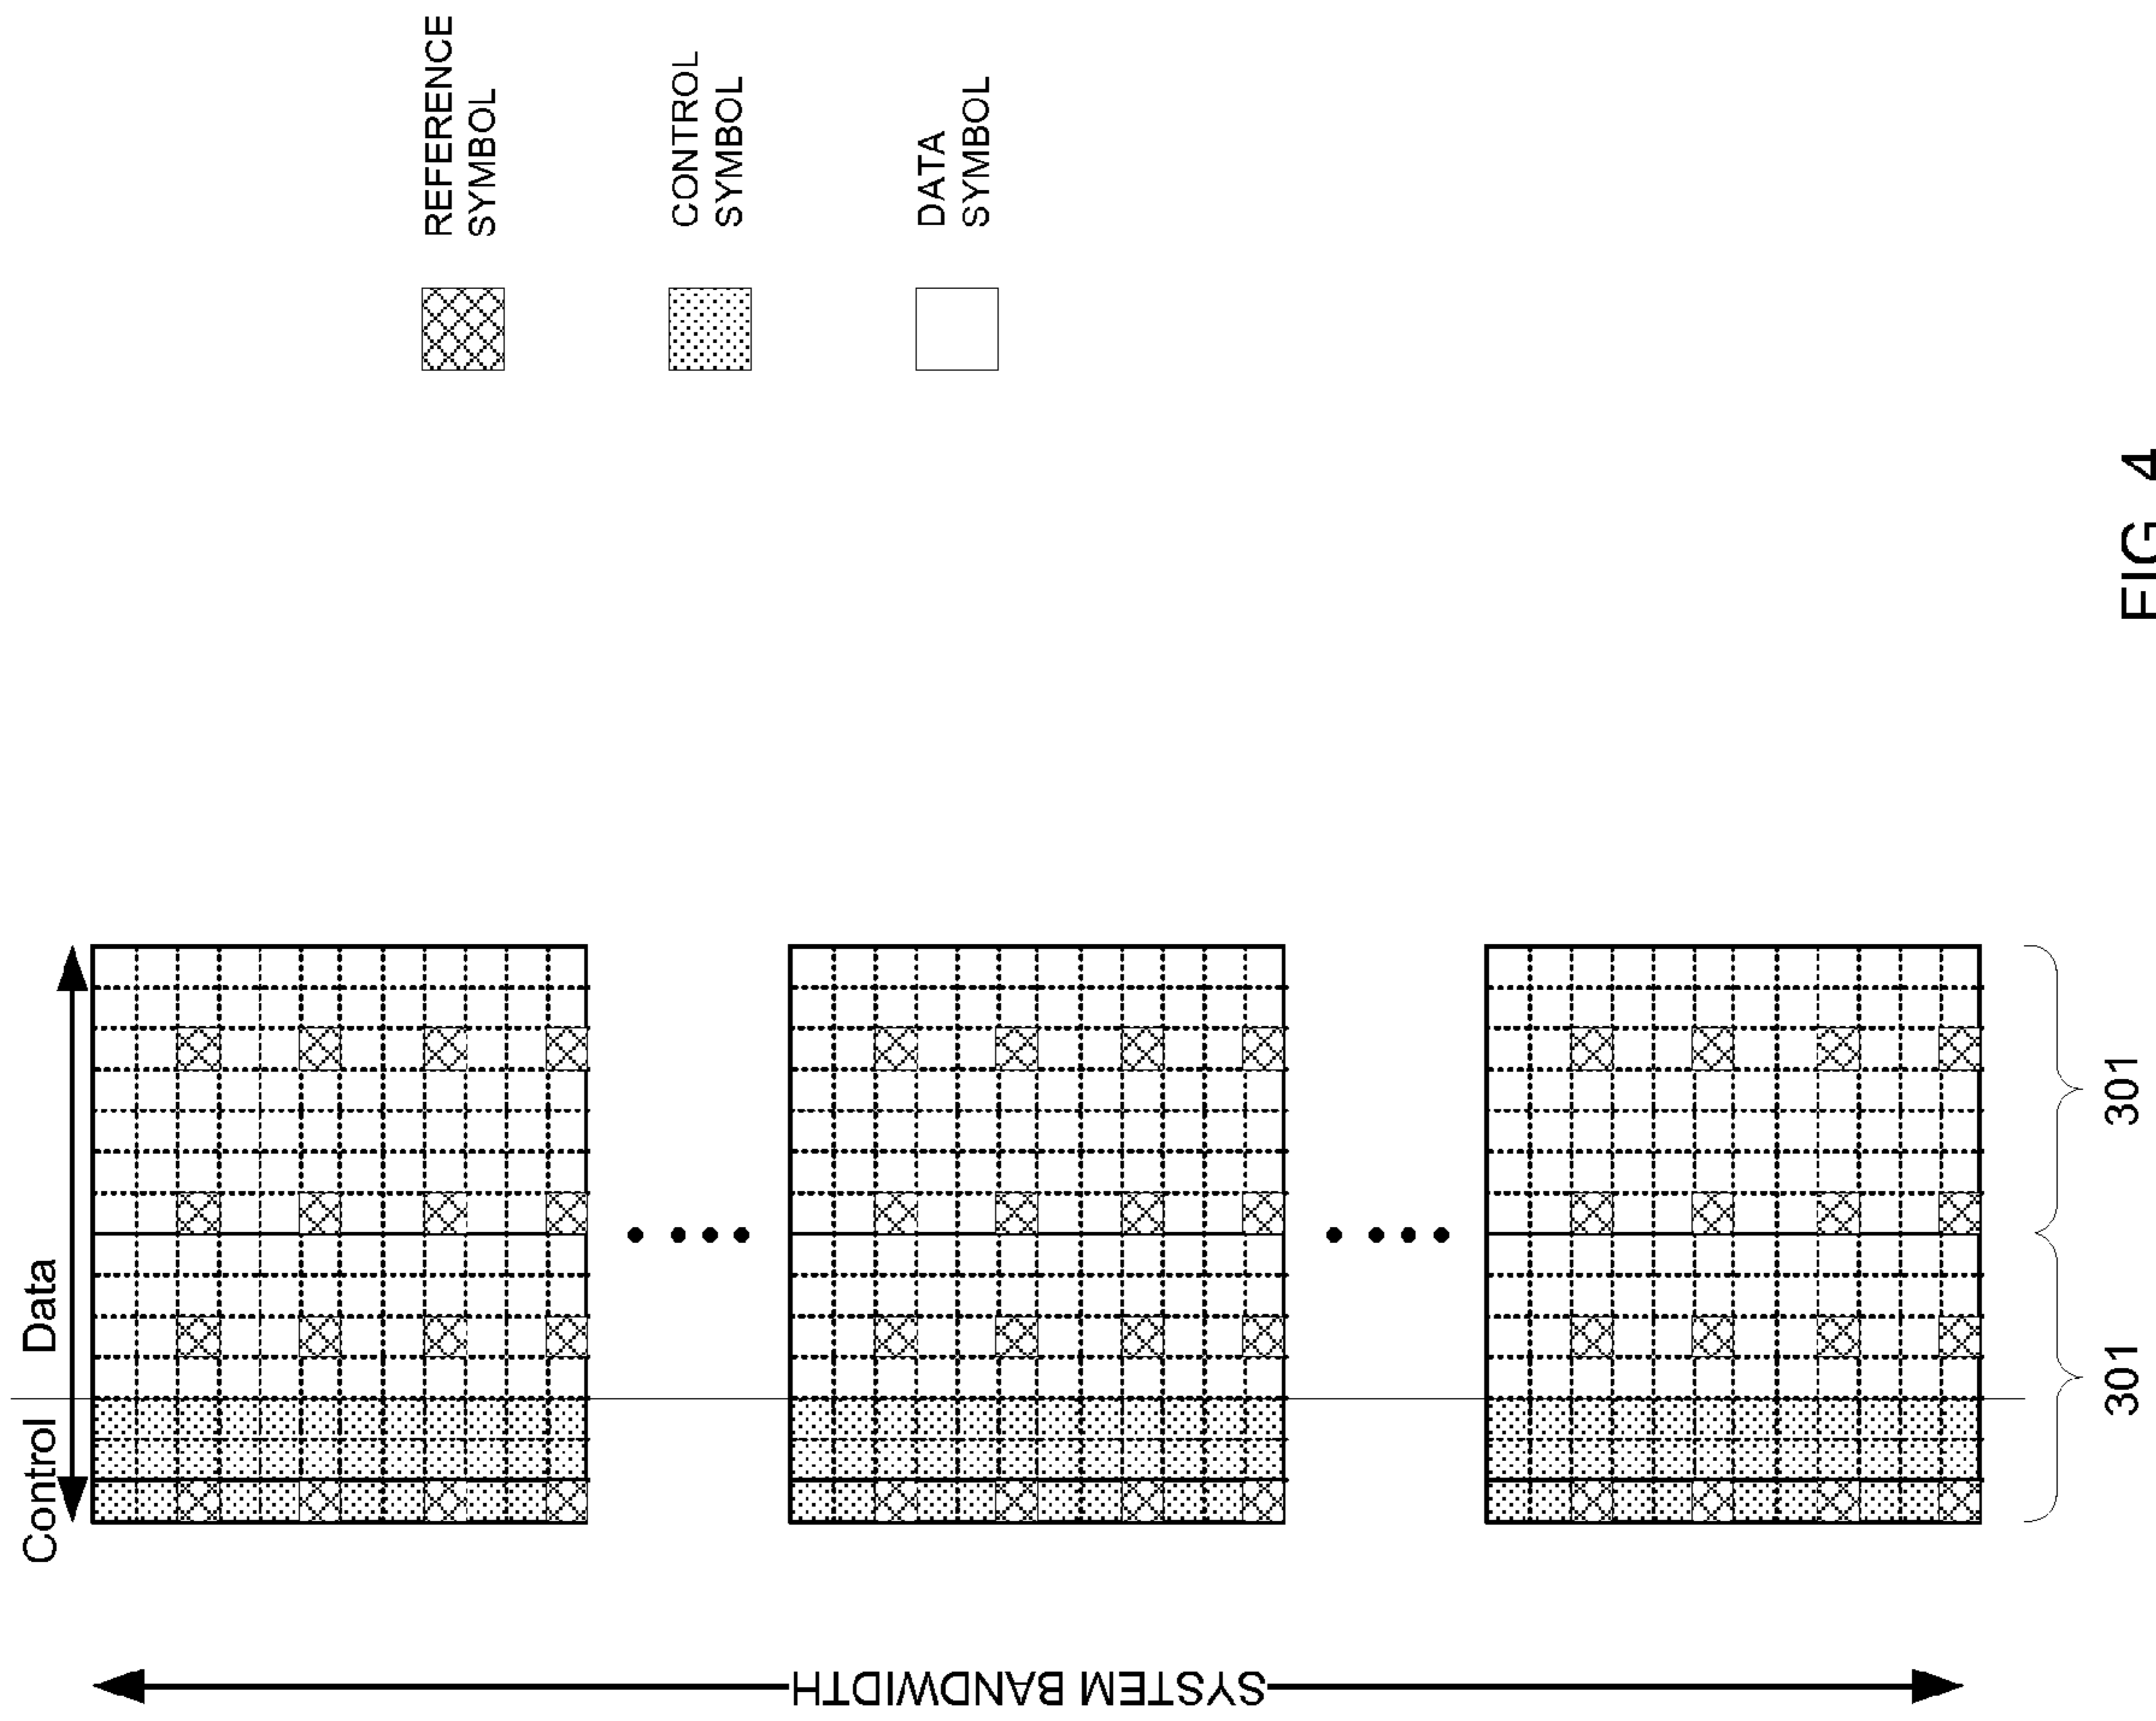 Control
Data
REFERENCE
SYMBOL
CONTROL
SYMBOL
DATA
SYMBOL
SYSTEM BANDWIDTH
301
301
FIG. 4